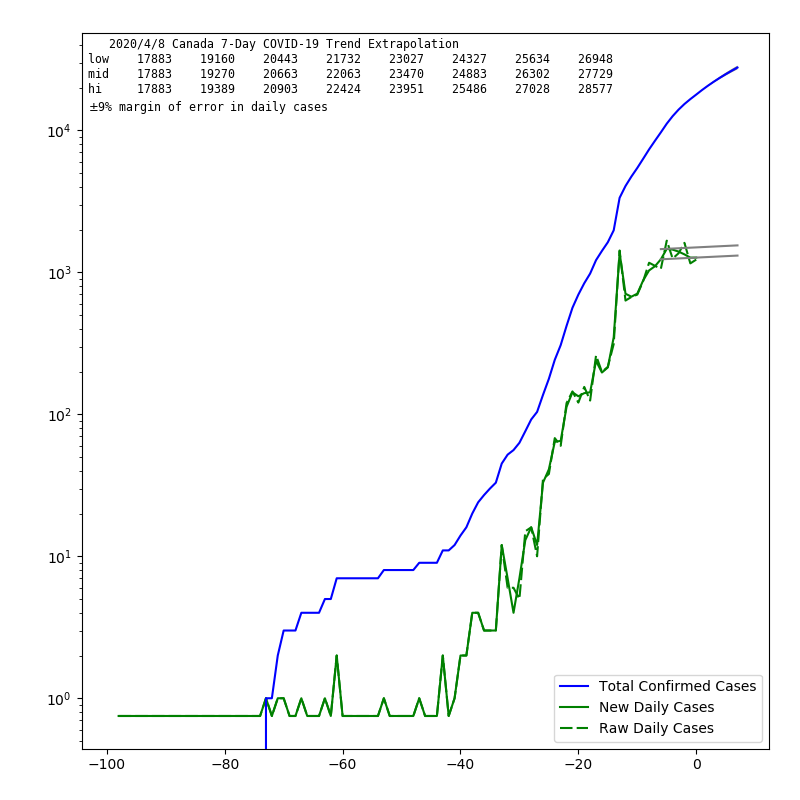 2020/4/8 Canada 7-Day COVID-19 Trend Extrapolation
low 17883 19160 20443 21732 23027 24327 25634 26948
mid 17883 19270 20663 22063 23470 24883 26302 27729
hi 17883 19389 20903 22424 23951 25486 27028 28577
±9% margin of error in daily cases
10⁴
10³
10²
10¹
10⁰
Total Confirmed Cases
New Daily Cases
Raw Daily Cases
−100 −80 −60 −40 −20 0